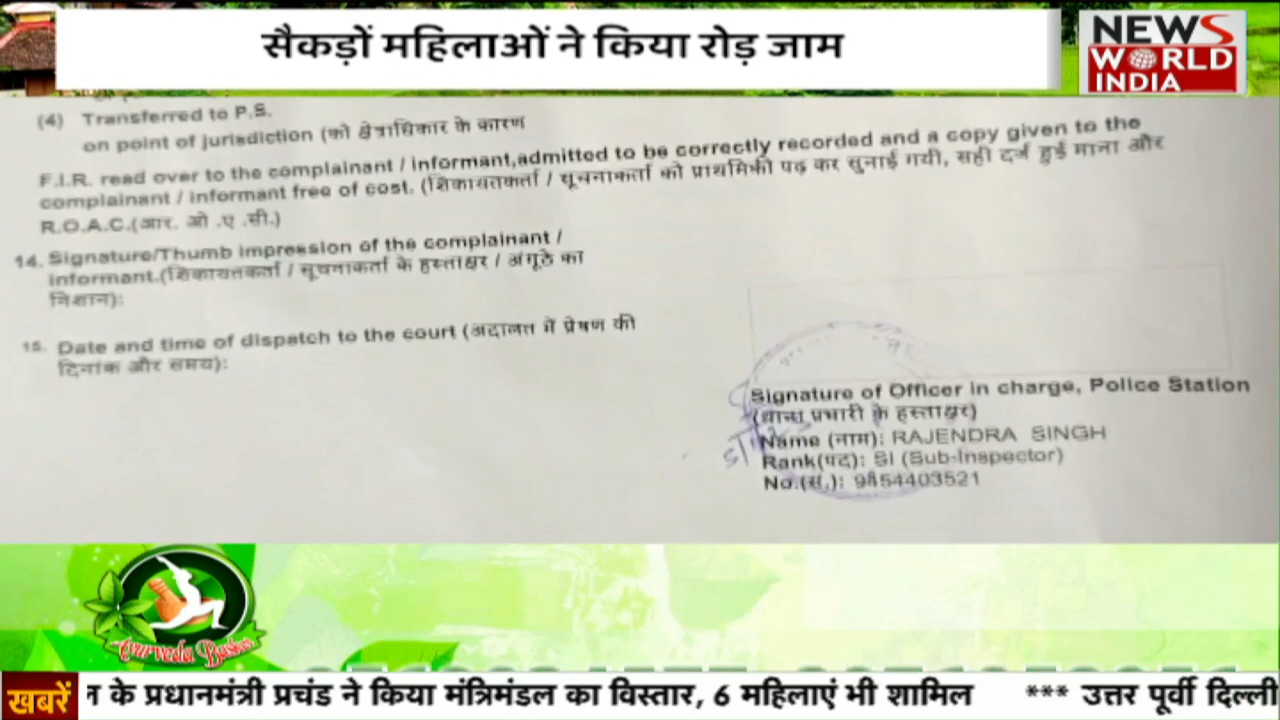 सैकड़ों महिलाओं ने किया रोड़ जाम
NEWS
WORLD
INDIA
(4) Transferred to P.S.
on point of jurisdiction (को क्षेत्राधिकार के कारण
F.I.R. read over to the complainant / informant,admitted to be correctly recorded and a copy given to the
complainant / informant free of cost. (शिकायतकर्ता / सूचनाकर्ता को प्राथमिकी पढ़ कर सुनाई गयी, सही दर्ज हुई माना और
R.O.A.C.(आर. ओ .ए .सी.)
14. Signature/Thumb impression of the complainant /
informant.(शिकायतकर्ता / सूचनाकर्ता के हस्ताक्षर / अंगूठे का
निशान):
15. Date and time of dispatch to the court (अदालत में प्रेषण की
दिनांक और समय):
Signature of Officer in charge, Police Station
(थाना प्रभारी के हस्ताक्षर)
Name (नाम): RAJENDRA SINGH
Rank(पद): SI (Sub-Inspector)
No.(सं.): 9454403521
Ayurveda
खबरें
ल के प्रधानमंत्री प्रचंड ने किया मंत्रिमंडल का विस्तार, 6 महिलाएं भी शामिल *** उत्तर पूर्वी दिल्ली